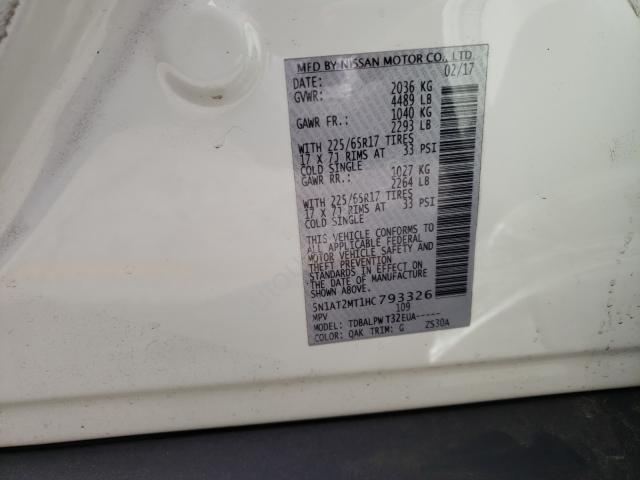 MFD BY NISSAN MOTOR CO., LTD.
DATE: 02/17
GVWR: 2036 KG
4489 LB
GAWR FR.: 1040 KG
2293 LB
WITH 225/65R17 TIRES
17 X 7J RIMS AT 33 PSI
COLD SINGLE
GAWR RR.: 1027 KG
2264 LB
WITH 225/65R17 TIRES
17 X 7J RIMS AT 33 PSI
COLD SINGLE
THIS VEHICLE CONFORMS TO
ALL APPLICABLE FEDERAL
MOTOR VEHICLE SAFETY AND
THEFT PREVENTION
STANDARDS IN EFFECT ON THE
DATE OF MANUFACTURE
SHOWN ABOVE.
5N1AT2MT1HC793326
MPV 109
MODEL: TDBALPW T32EUA-----
COLOR: QAK TRIM: G ZS30A